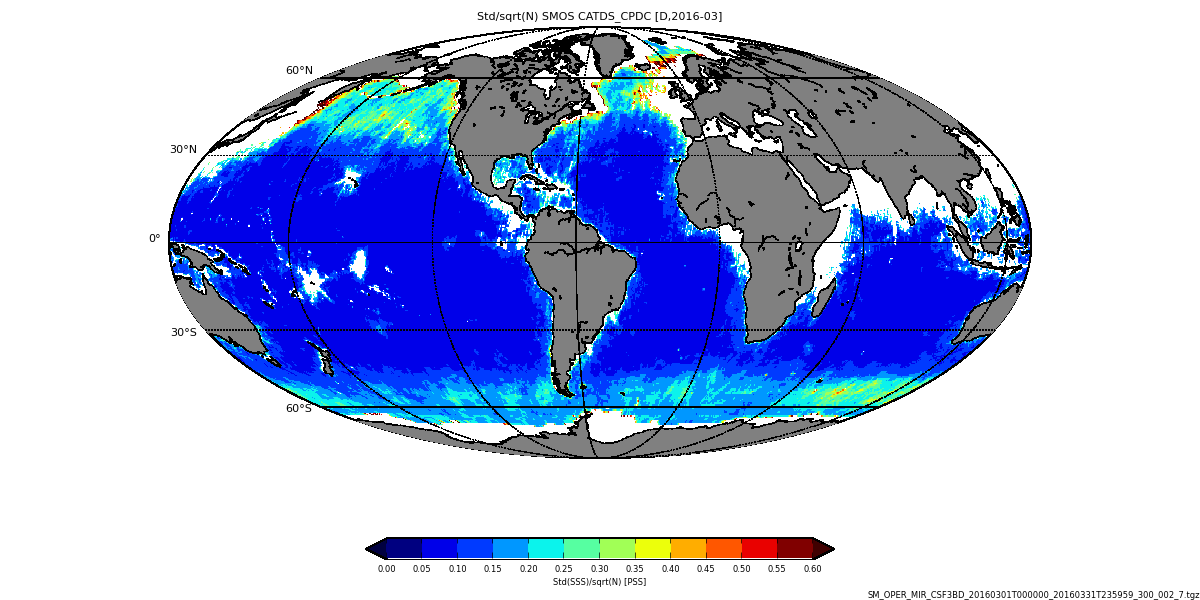 Std/sqrt(N) SMOS CATDS_CPDC [D,2016-03]
60°N
30°N
0°
30°S
60°S
0.00 0.05 0.10 0.15 0.20 0.25 0.30 0.35 0.40 0.45 0.50 0.55 0.60
Std(SSS)/sqrt(N) [PSS]
SM_OPER_MIR_CSF3BD_20160301T000000_20160331T235959_300_002_7.tgz